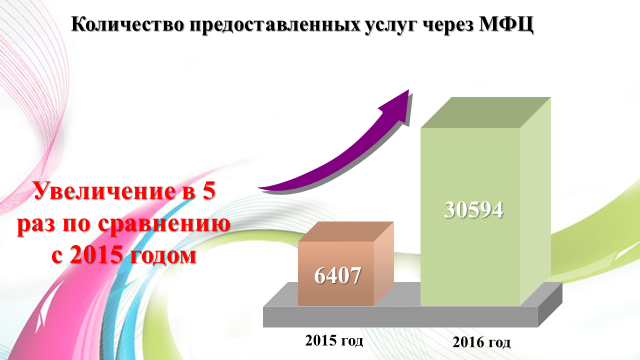 Количество предоставленных услуг через МФЦ
Увеличение в 5
раз по сравнению
с 2015 годом
30594
6407
2015 год
2016 год